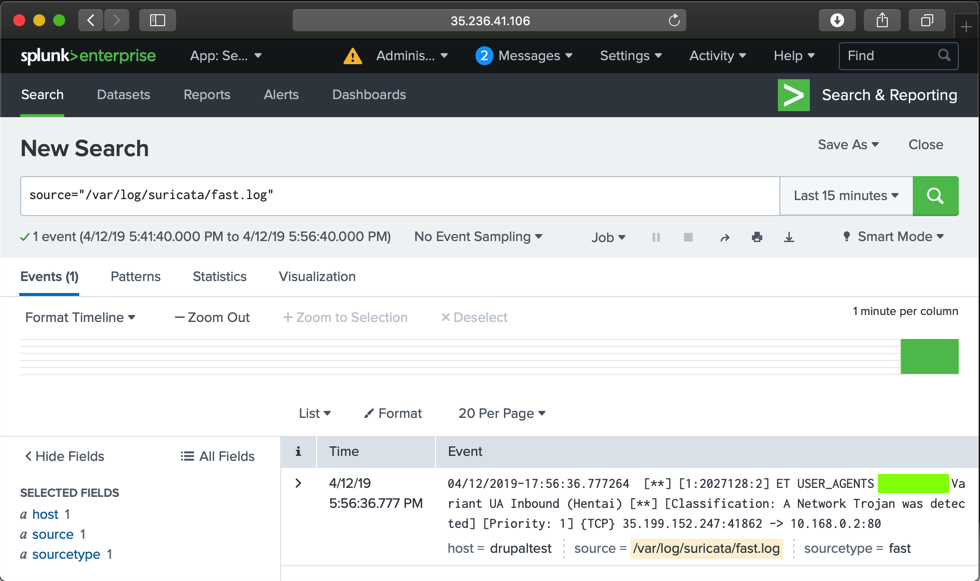 35.236.41.106
splunk>enterprise App: Se... Adminis... 2 Messages Settings Activity Help Find
Search Datasets Reports Alerts Dashboards > Search & Reporting
New Search Save As Close
source="/var/log/suricata/fast.log" Last 15 minutes
1 event (4/12/19 5:41:40.000 PM to 4/12/19 5:56:40.000 PM) No Event Sampling Job Smart Mode
Events (1) Patterns Statistics Visualization
Format Timeline — Zoom Out + Zoom to Selection × Deselect 1 minute per column
List Format 20 Per Page
< Hide Fields All Fields i Time Event
SELECTED FIELDS
a host 1
a source 1
a sourcetype 1
> 4/12/19
5:56:36.777 PM
04/12/2019-17:56:36.777264 [**] [1:2027128:2] ET USER_AGENTS Va
riant UA Inbound (Hentai) [**] [Classification: A Network Trojan was detec
ted] [Priority: 1] {TCP} 35.199.152.247:41862 -> 10.168.0.2:80
host = drupaltest source = /var/log/suricata/fast.log sourcetype = fast